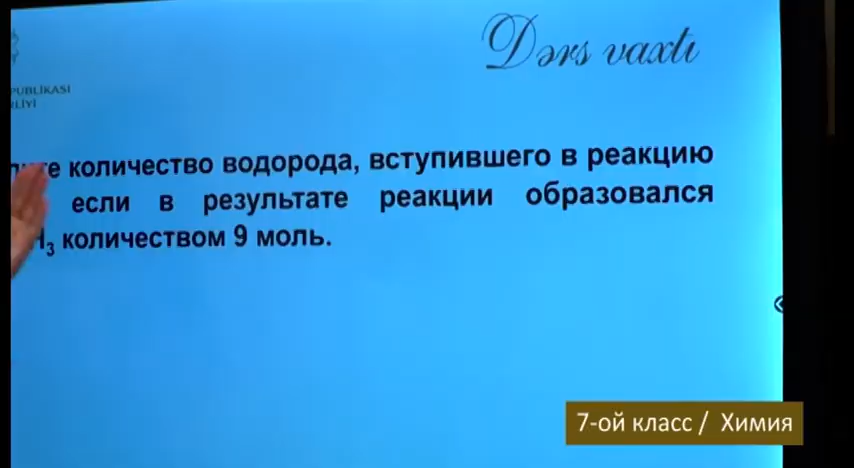 Dərs vaxtı
PUBLİKASI
RLİYİ
количество водорода, вступившего в реакцию
если в результате реакции образовался
H₃ количеством 9 моль.
7-ой класс / Химия